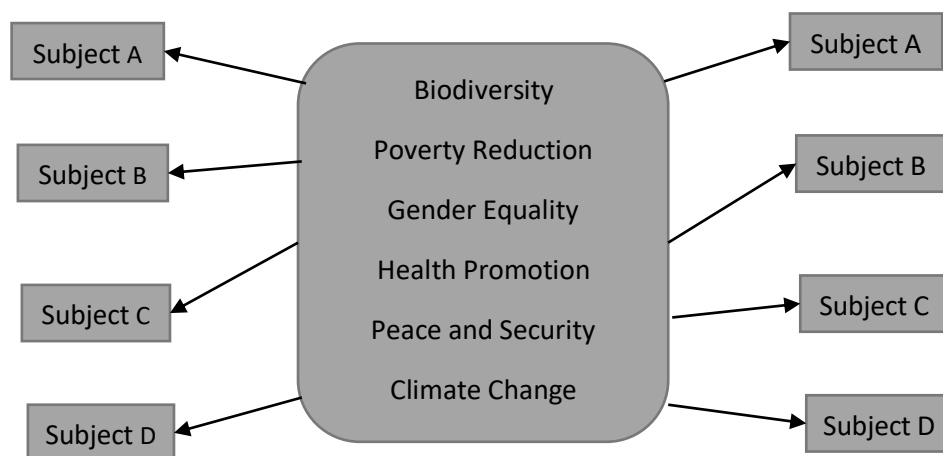 Subject A
Subject B
Subject C
Subject D
Biodiversity
Poverty Reduction
Gender Equality
Health Promotion
Peace and Security
Climate Change
Subject A
Subject B
Subject C
Subject D